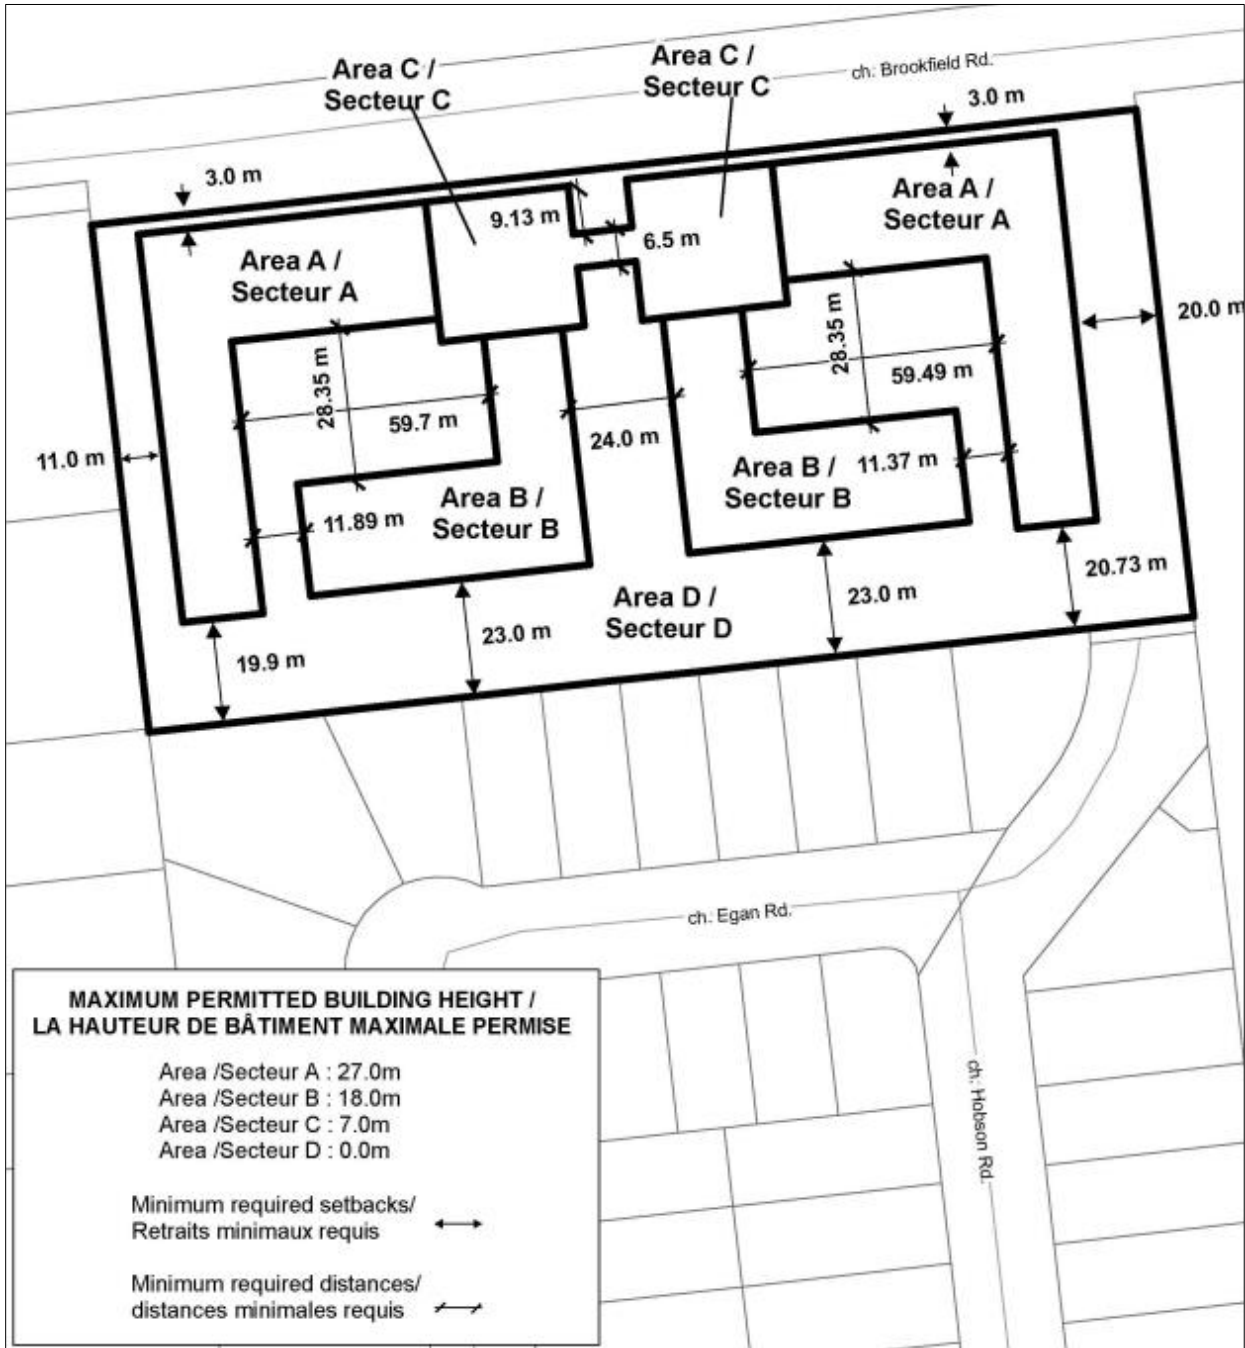 Area C /
Secteur C
Area C /
Secteur C
ch. Brookfield Rd.
3.0 m
3.0 m
9.13 m
6.5 m
Area A /
Secteur A
Area A /
Secteur A
20.0 m
28.35 m
59.7 m
28.35 m
59.49 m
11.0 m
24.0 m
11.89 m
Area B /
Secteur B
Area B /
Secteur B
11.37 m
20.73 m
19.9 m
23.0 m
Area D /
Secteur D
23.0 m
ch. Egan Rd.
ch. Hobson Rd.
MAXIMUM PERMITTED BUILDING HEIGHT /
LA HAUTEUR DE BÂTIMENT MAXIMALE PERMISE
Area /Secteur A : 27.0m
Area /Secteur B : 18.0m
Area /Secteur C : 7.0m
Area /Secteur D : 0.0m
Minimum required setbacks/
Retraits minimaux requis
Minimum required distances/
distances minimales requis